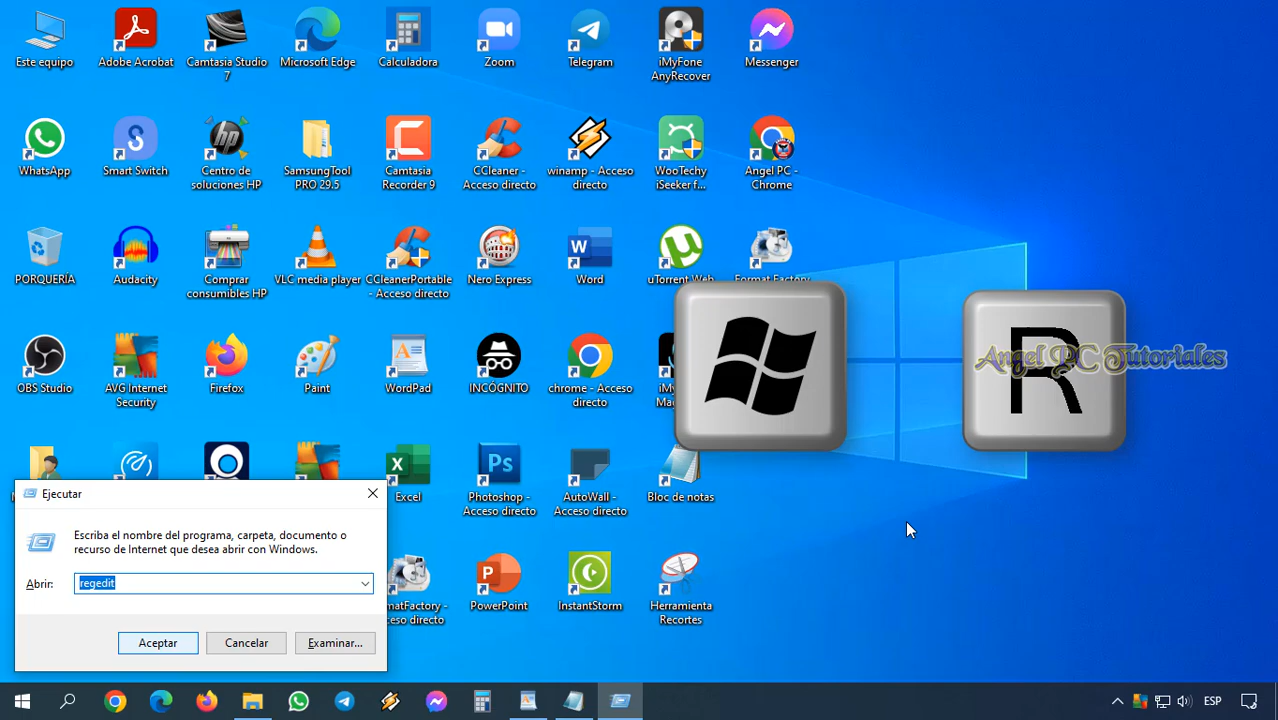 Este equipo
Adobe Acrobat
Camtasia Studio
7
Microsoft Edge
Calculadora
Zoom
Telegram
iMyFone
AnyRecover
Messenger
WhatsApp
Smart Switch
Centro de
soluciones HP
SamsungTool
PRO 29.5
Camtasia
Recorder 9
CCleaner -
Acceso directo
winamp - Acceso
directo
WooTechy
iSeeker f...
Angel PC -
Chrome
PORQUERÍA
Audacity
Comprar
consumibles HP
VLC media player
CCleanerPortable
- Acceso directo
Nero Express
Word
uTorrent Web
Format Factory
OBS Studio
AVG Internet
Security
Firefox
Paint
WordPad
INCÓGNITO
chrome - Acceso
directo
R
Angel PC Tutoriales
Excel
Photoshop -
Acceso directo
AutoWall -
Acceso directo
Bloc de notas
PowerPoint
InstantStorm
Herramienta
Recortes
Ejecutar
Escriba el nombre del programa, carpeta, documento o
recurso de Internet que desea abrir con Windows.
Abrir:
regedit
Aceptar
Cancelar
Examinar...
ESP